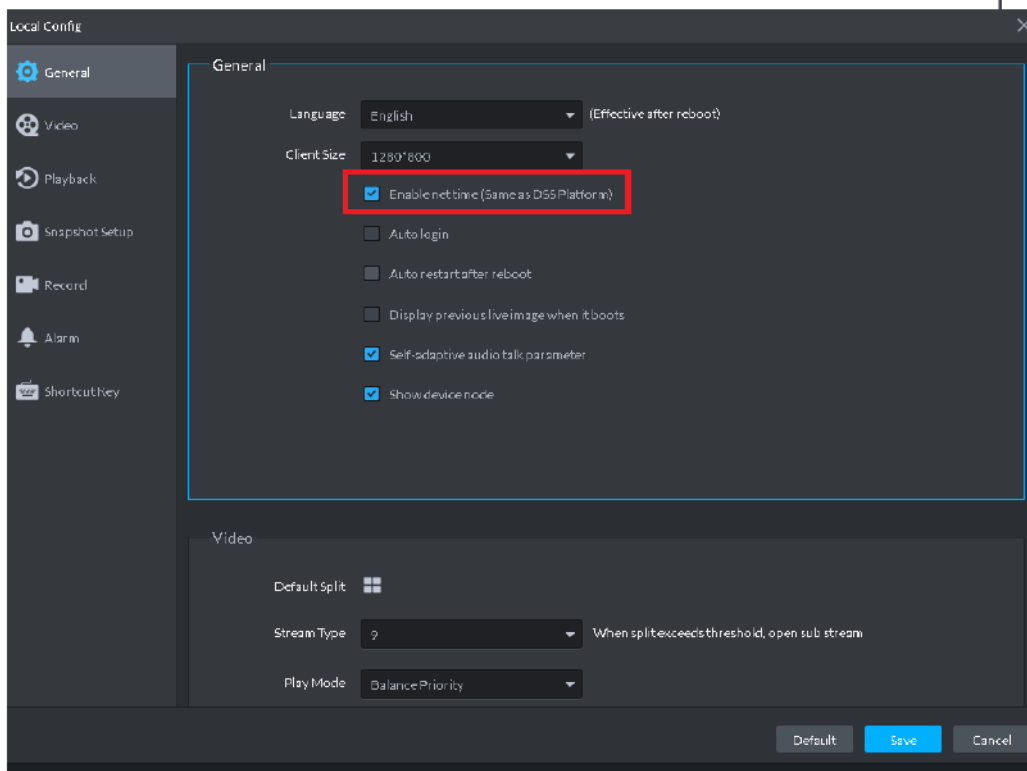 Local Config
General
Video
Playback
Snapshot Setup
Record
Alarm
Shortcut Key
General
Language English (Effective after reboot)
Client Size 1280*800
Enable net time (Same as DSS Platform)
Auto login
Auto restart after reboot
Display previous live image when it boots
Self-adaptive audio talk parameter
Show device node
Video
Default Split
Stream Type 9 When split exceeds threshold, open sub stream
Play Mode Balance Priority
Default Save Cancel